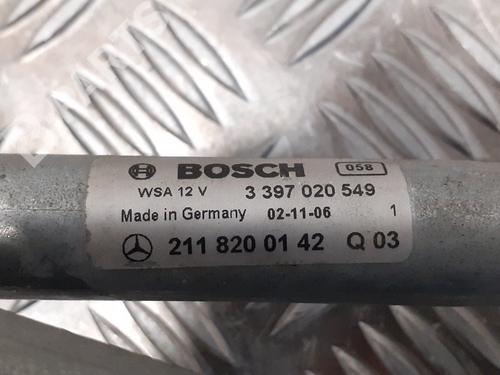 BOSCH 058
WSA 12 V 3 397 020 549
Made in Germany 02-11-06 1
211 820 01 42 Q 03